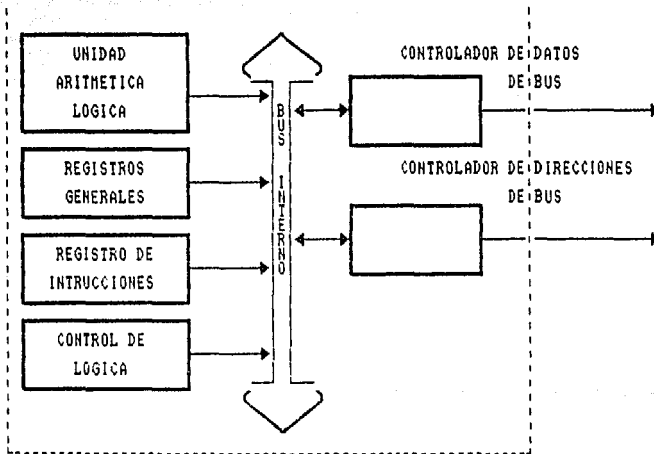 UNIDAD
ARITMETICA
LOGICA
REGISTROS
GENERALES
REGISTRO DE
INTRUCCIONES
CONTROL DE
LOGICA
BUS INTERNO
CONTROLADOR DE DATOS
DE BUS
CONTROLADOR DE DIRECCIONES
DE BUS